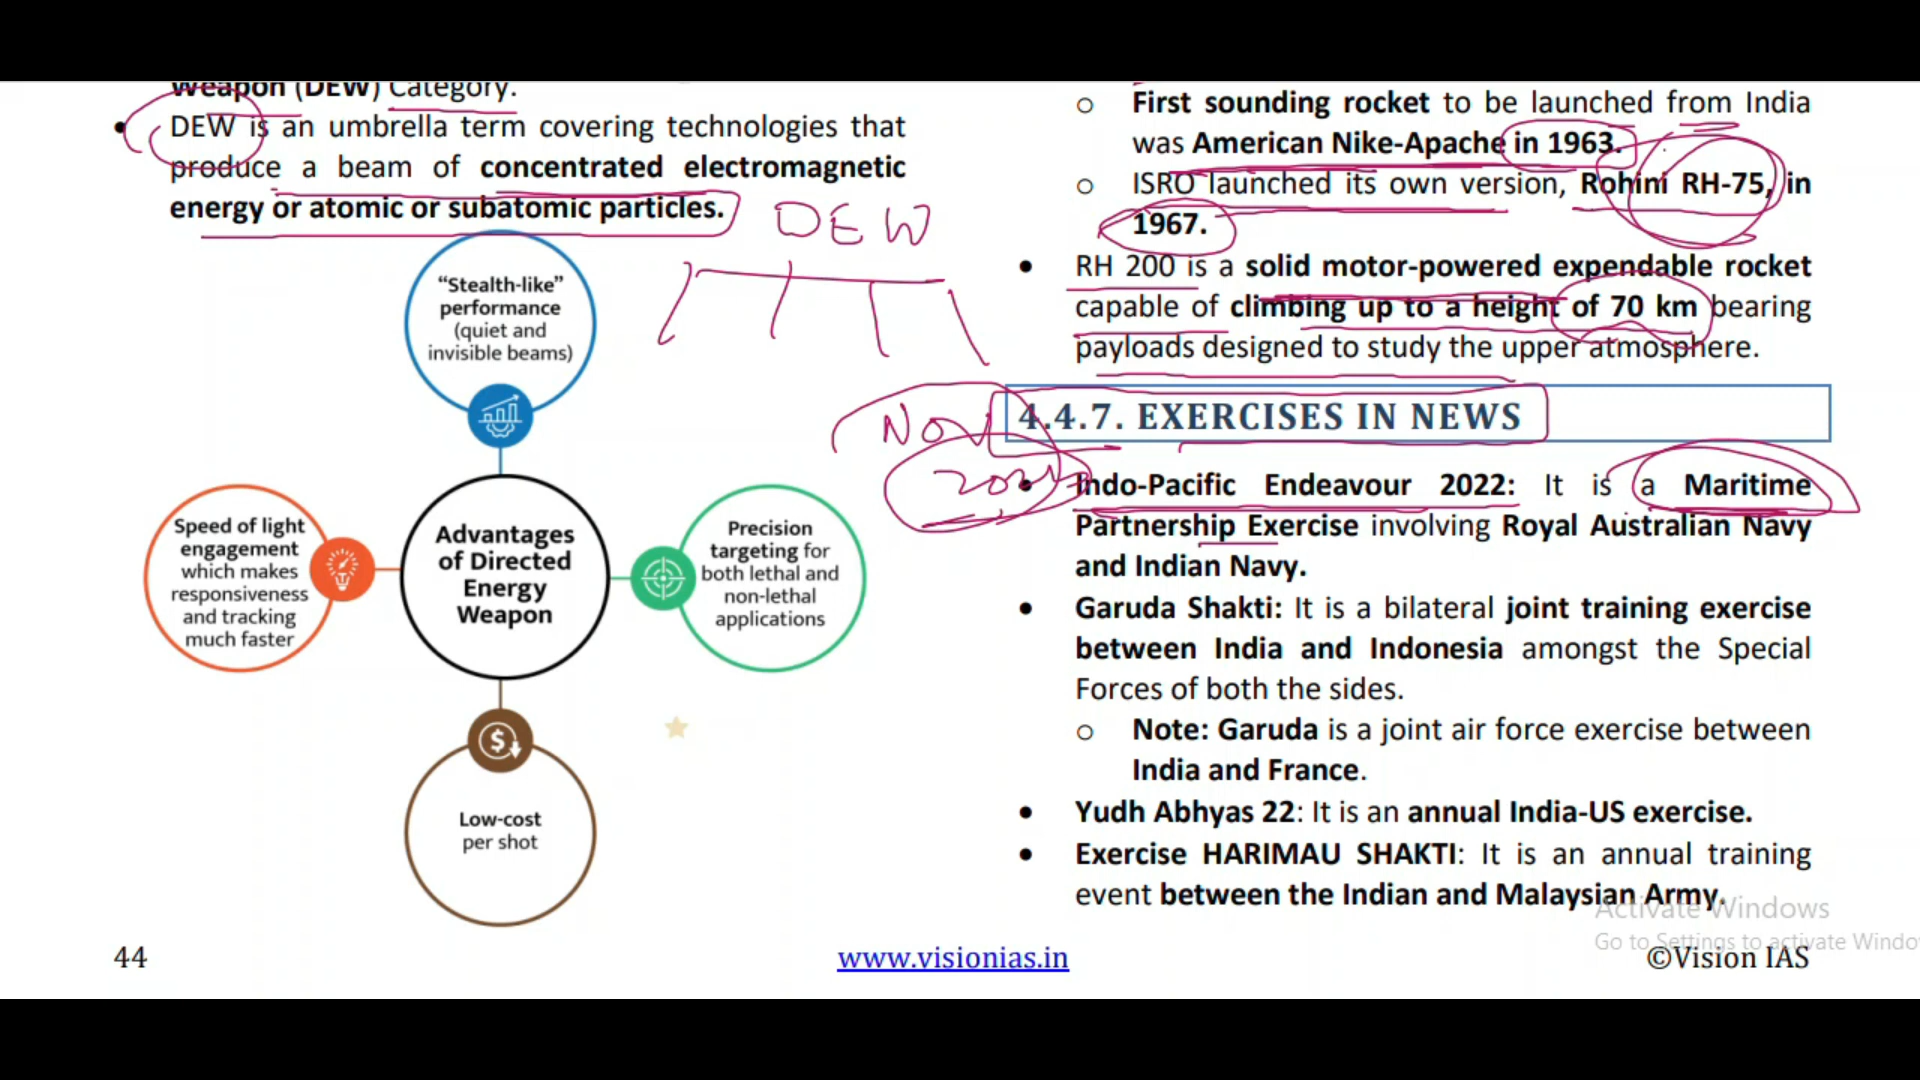 Weapon (DEW) Category.
• DEW is an umbrella term covering technologies that
produce a beam of concentrated electromagnetic
energy or atomic or subatomic particles.
DEW
“Stealth-like”
performance
(quiet and
invisible beams)
Speed of light
engagement
which makes
responsiveness
and tracking
much faster
Advantages
of Directed
Energy
Weapon
Precision
targeting for
both lethal and
non-lethal
applications
Low-cost
per shot
o First sounding rocket to be launched from India
was American Nike-Apache in 1963.
o ISRO launched its own version, Rohini RH-75, in
1967.
• RH 200 is a solid motor-powered expendable rocket
capable of climbing up to a height of 70 km bearing
payloads designed to study the upper atmosphere.
Nov
4.4.7. EXERCISES IN NEWS
• Indo-Pacific Endeavour 2022: It is a Maritime
Partnership Exercise involving Royal Australian Navy
and Indian Navy.
• Garuda Shakti: It is a bilateral joint training exercise
between India and Indonesia amongst the Special
Forces of both the sides.
o Note: Garuda is a joint air force exercise between
India and France.
• Yudh Abhyas 22: It is an annual India-US exercise.
• Exercise HARIMAU SHAKTI: It is an annual training
event between the Indian and Malaysian Army.
Activate Windows
Go to Settings to activate Windo
44
www.visionias.in
©Vision IAS